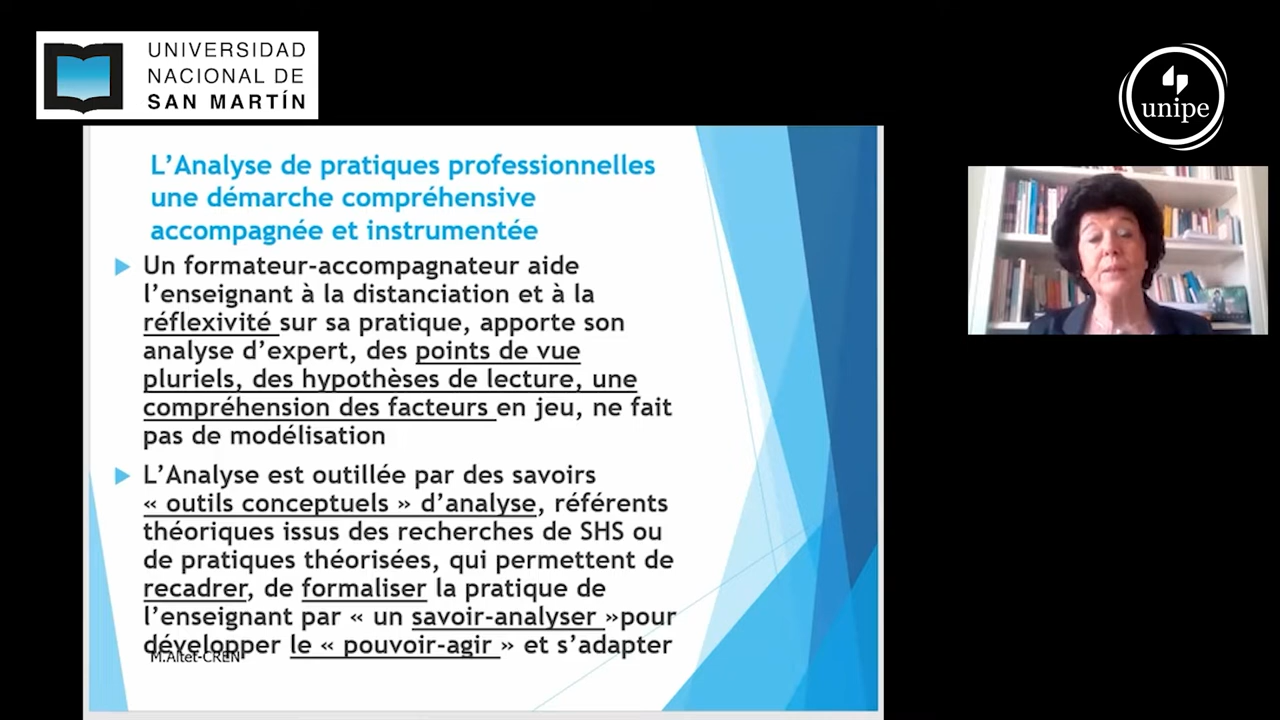 UNIVERSIDAD
NACIONAL DE
SAN MARTÍN
unipe
L’Analyse de pratiques professionnelles
une démarche compréhensive
accompagnée et instrumentée
Un formateur-accompagnateur aide
l’enseignant à la distanciation et à la
réflexivité sur sa pratique, apporte son
analyse d’expert, des points de vue
pluriels, des hypothèses de lecture, une
compréhension des facteurs en jeu, ne fait
pas de modélisation
L’Analyse est outillée par des savoirs
« outils conceptuels » d’analyse, référents
théoriques issus des recherches de SHS ou
de pratiques théorisées, qui permettent de
recadrer, de formaliser la pratique de
l’enseignant par « un savoir-analyser »pour
développer le « pouvoir-agir » et s’adapter
M.Altet-CREN